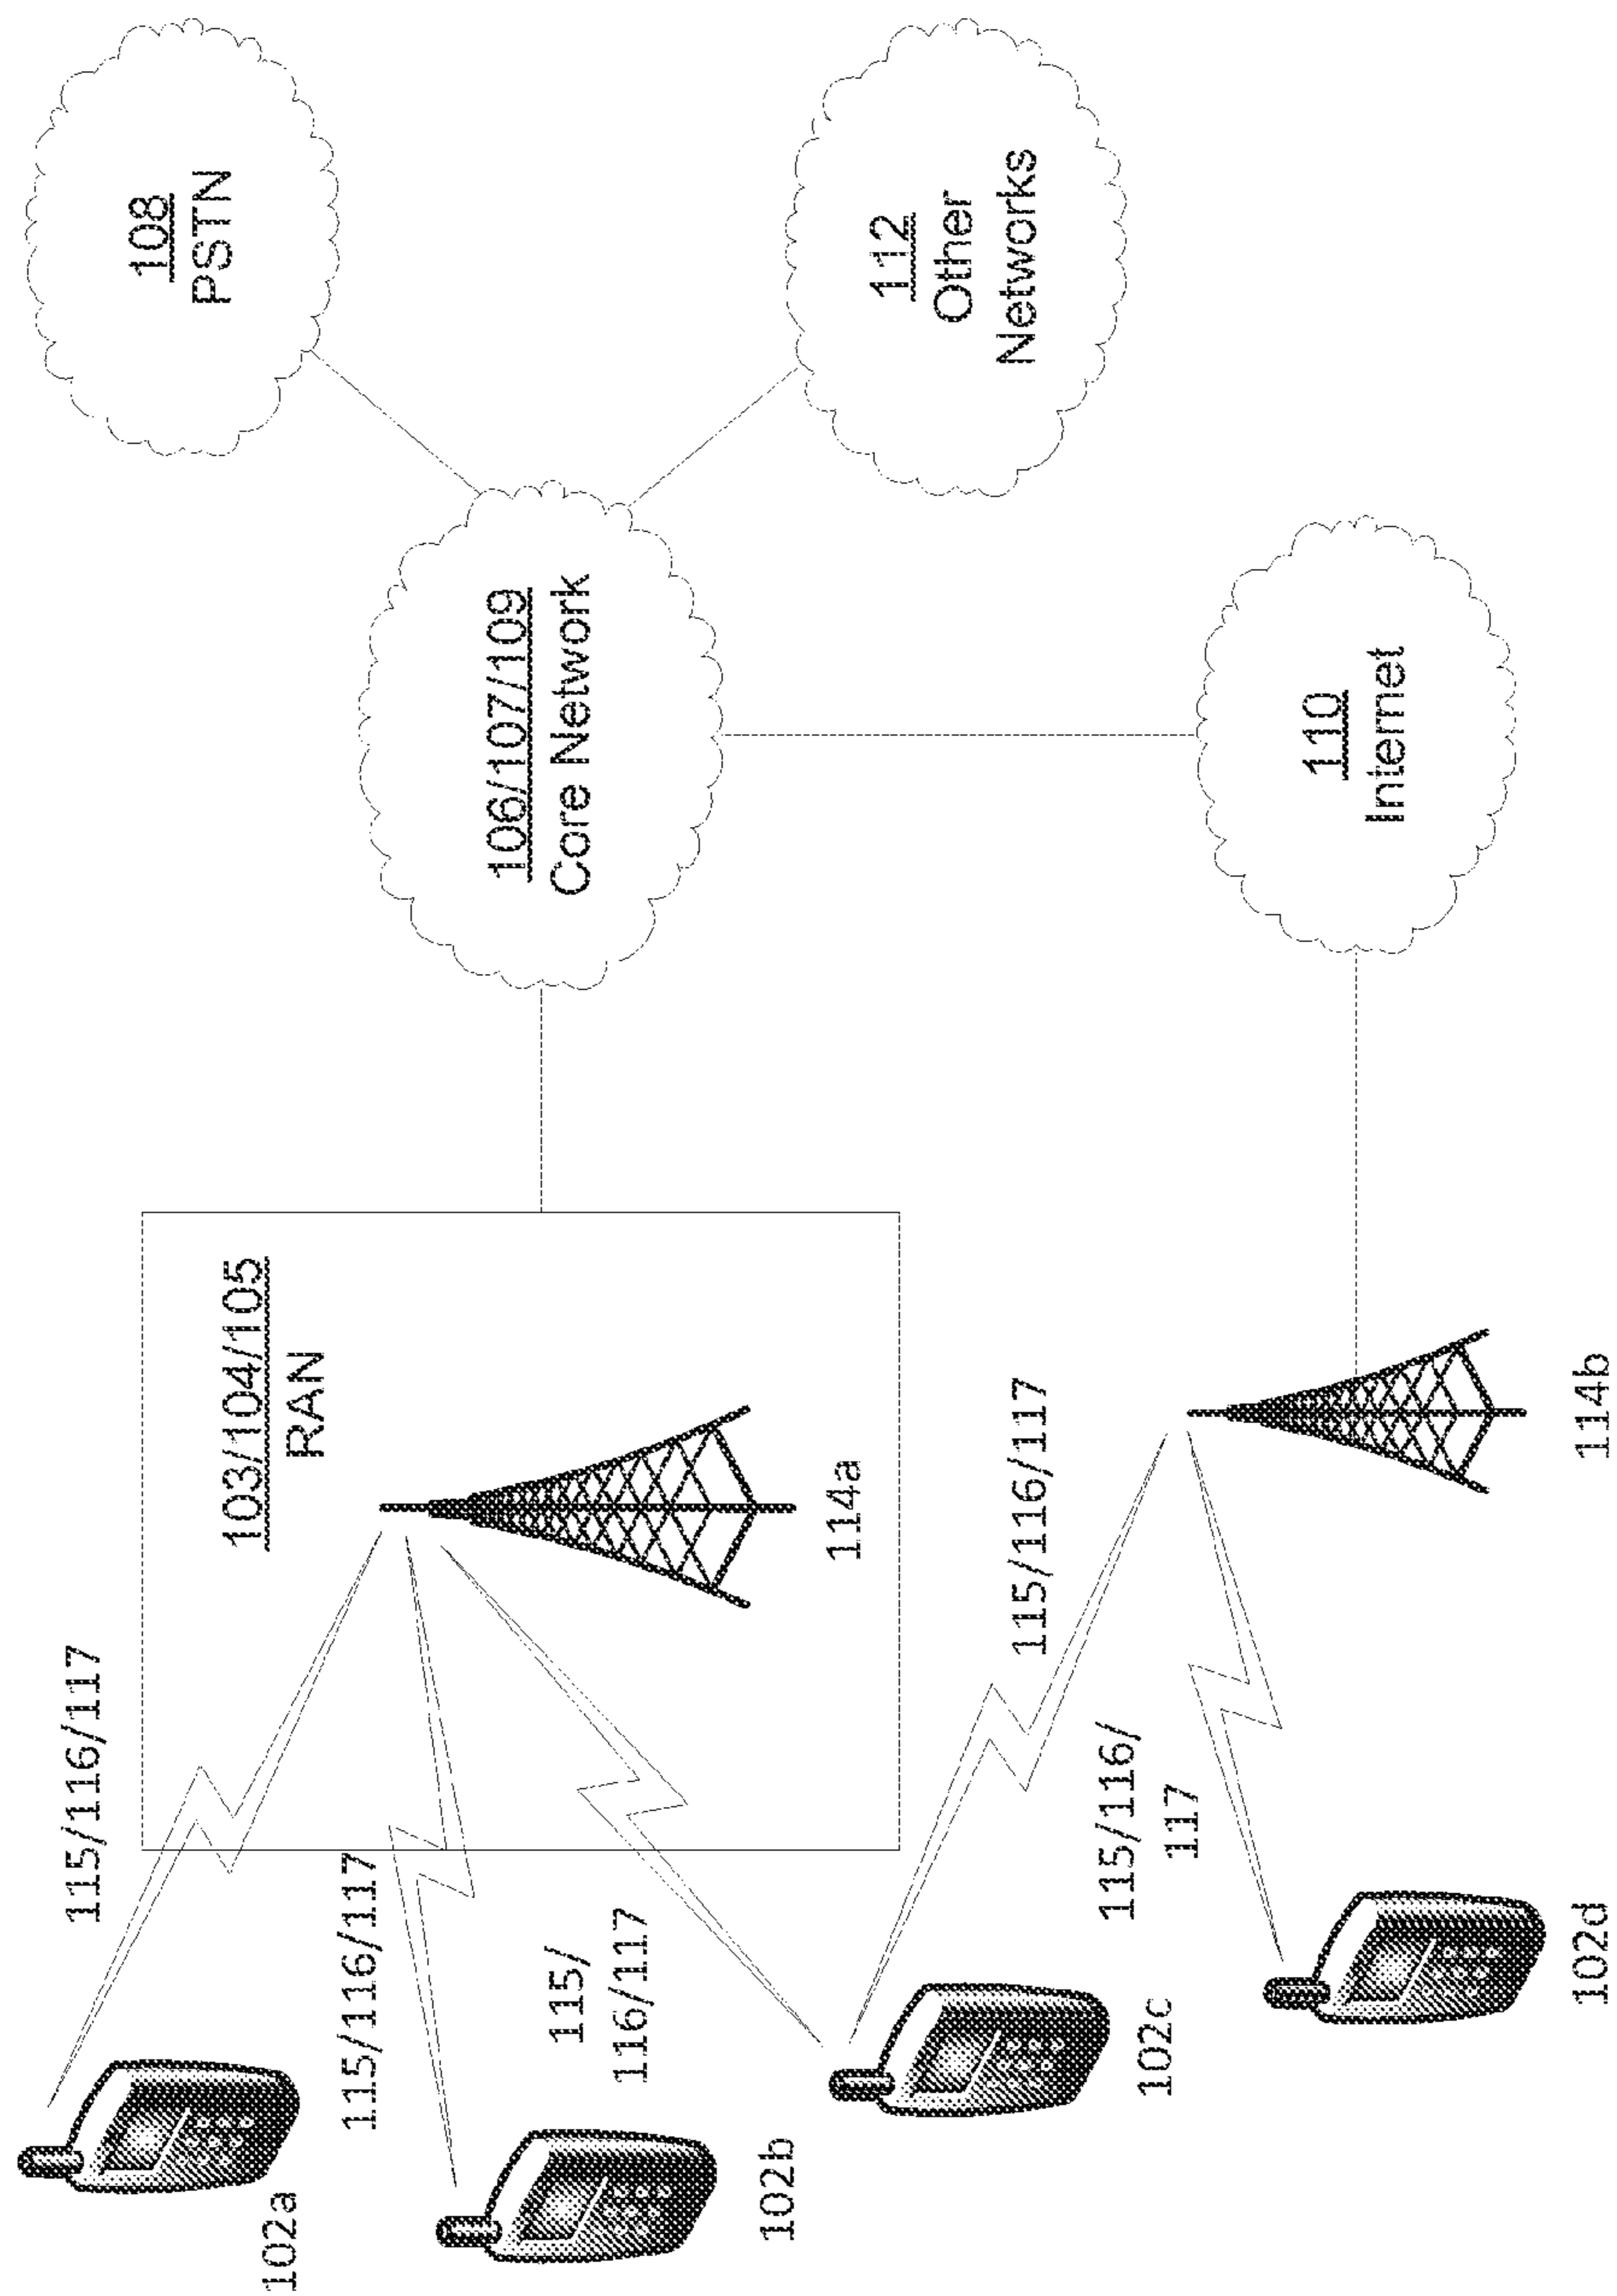 102a
115/116/117
103/104/105
RAN
108
PSTN
115/116/117
106/107/109
Core Network
102b
115/
116/117
114a
112
Other
Networks
102c
115/116/117
115/116/
117
110
Internet
102d
114b